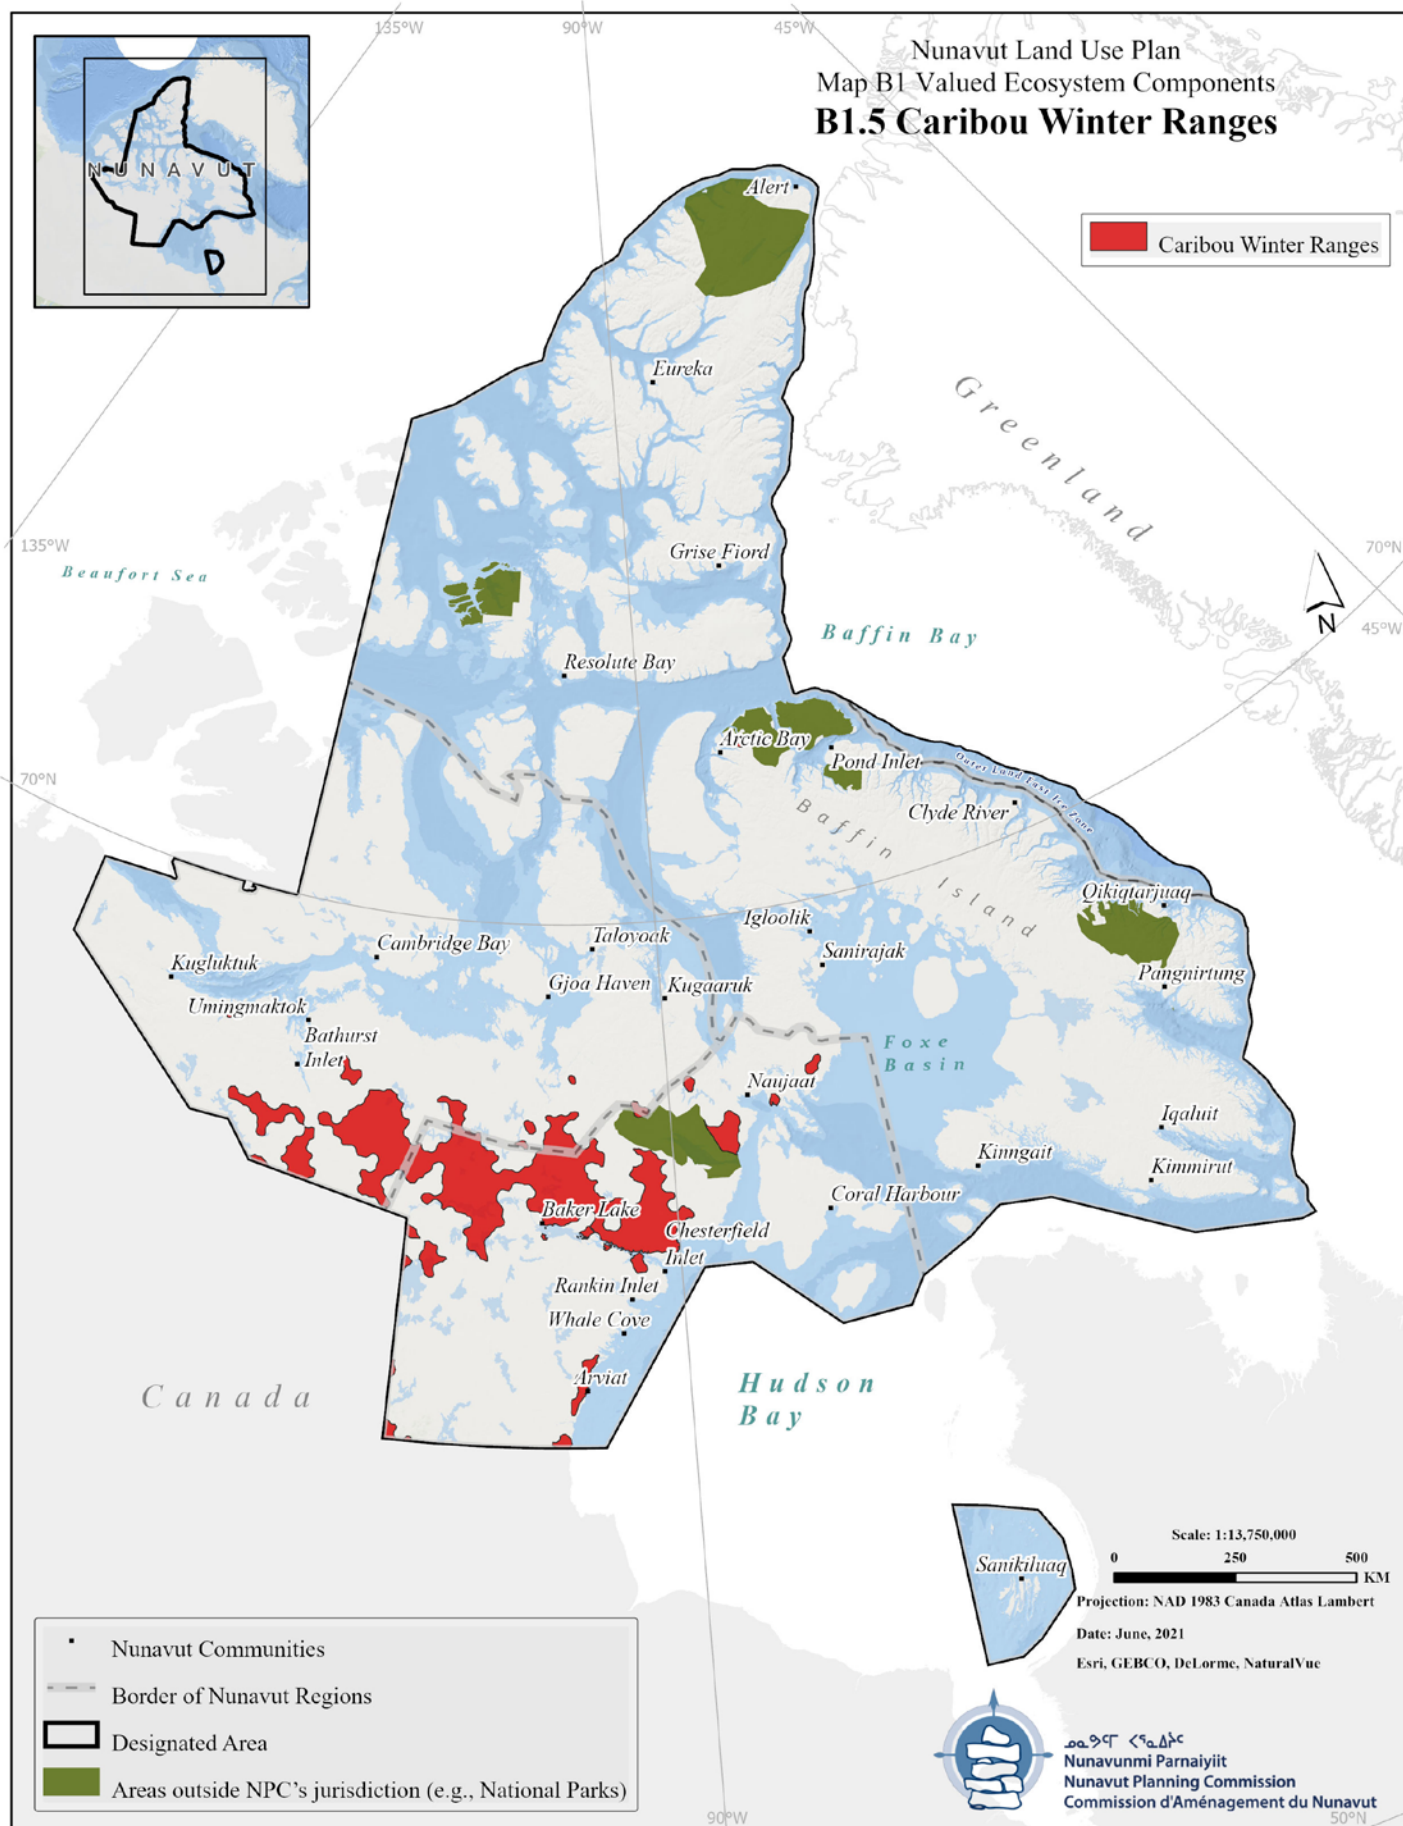 135°W
90°W
45°W
Nunavut Land Use Plan
Map B1 Valued Ecosystem Components
B1.5 Caribou Winter Ranges
NUNAVUT
Caribou Winter Ranges
Alert
Eureka
Greenland
Grise Fiord
135°W
Beaufort Sea
70°N
45°W
N
Baffin Bay
Resolute Bay
Arctic Bay
Pond Inlet
Outer Land Fast Ice Zone
70°N
Clyde River
Baffin
Island
Qikiqtarjuaq
Igloolik
Taloyoak
Cambridge Bay
Sanirajak
Kugluktuk
Pangnirtung
Gjoa Haven
Kugaaruk
Umingmaktok
Bathurst
Inlet
Foxe
Basin
Naujaat
Iqaluit
Kinngait
Kimmirut
Coral Harbour
Baker Lake
Chesterfield
Inlet
Rankin Inlet
Whale Cove
Arviat
Canada
Hudson
Bay
Sanikiluaq
Scale: 1:13,750,000
0 250 500
KM
Projection: NAD 1983 Canada Atlas Lambert
Date: June, 2021
Esri, GEBCO, DeLorme, NaturalVue
Nunavut Communities
Border of Nunavut Regions
Designated Area
Areas outside NPC's jurisdiction (e.g., National Parks)
ᓄᓇᕗᒻᒥ ᐸᕐᓇᐃᔨᑦ
Nunavunmi Parnaiyiit
Nunavut Planning Commission
Commission d'Aménagement du Nunavut
90°W
50°N